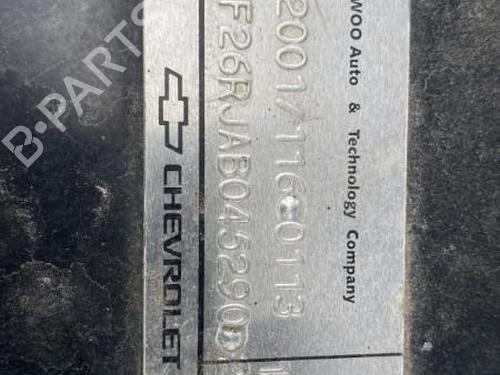 WOO Auto & Technology Company
2001/116*0113
F26RJAB045290
CHEVROLET
B-PARTS